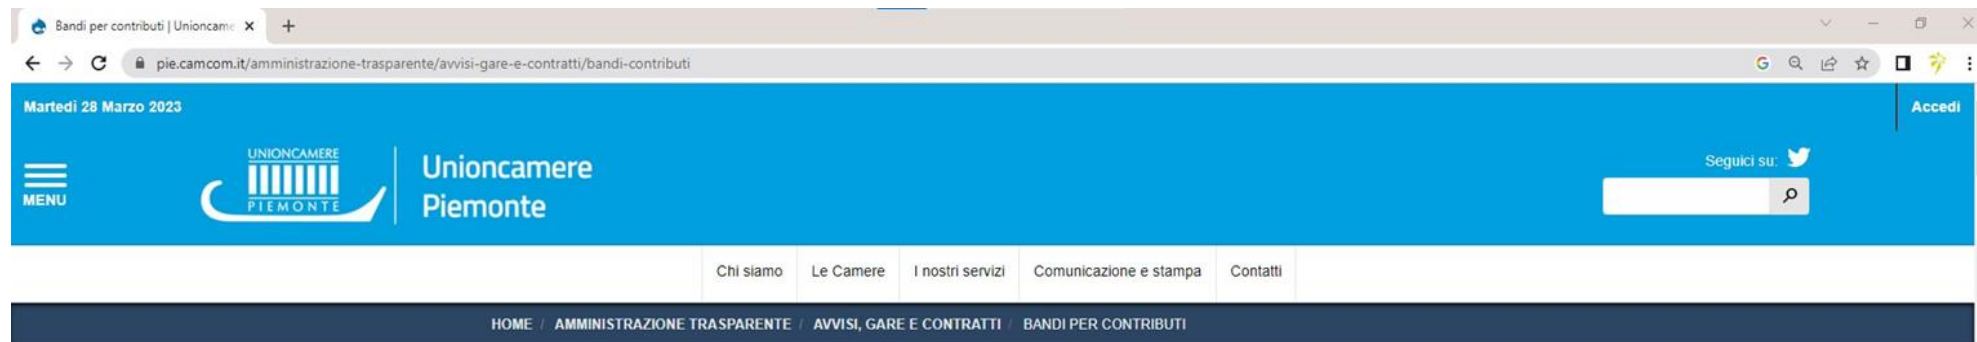 Bandi per contributi | Unioncame
pie.camcom.it/amministrazione-trasparente/avvisi-gare-e-contratti/bandi-contributi
Martedì 28 Marzo 2023
Accedi
MENU
UNIONCAMERE
PIEMONTE
Unioncamere
Piemonte
Seguici su:
Chi siamo Le Camere I nostri servizi Comunicazione e stampa Contatti
HOME / AMMINISTRAZIONE TRASPARENTE / AVVISI, GARE E CONTRATTI / BANDI PER CONTRIBUTI